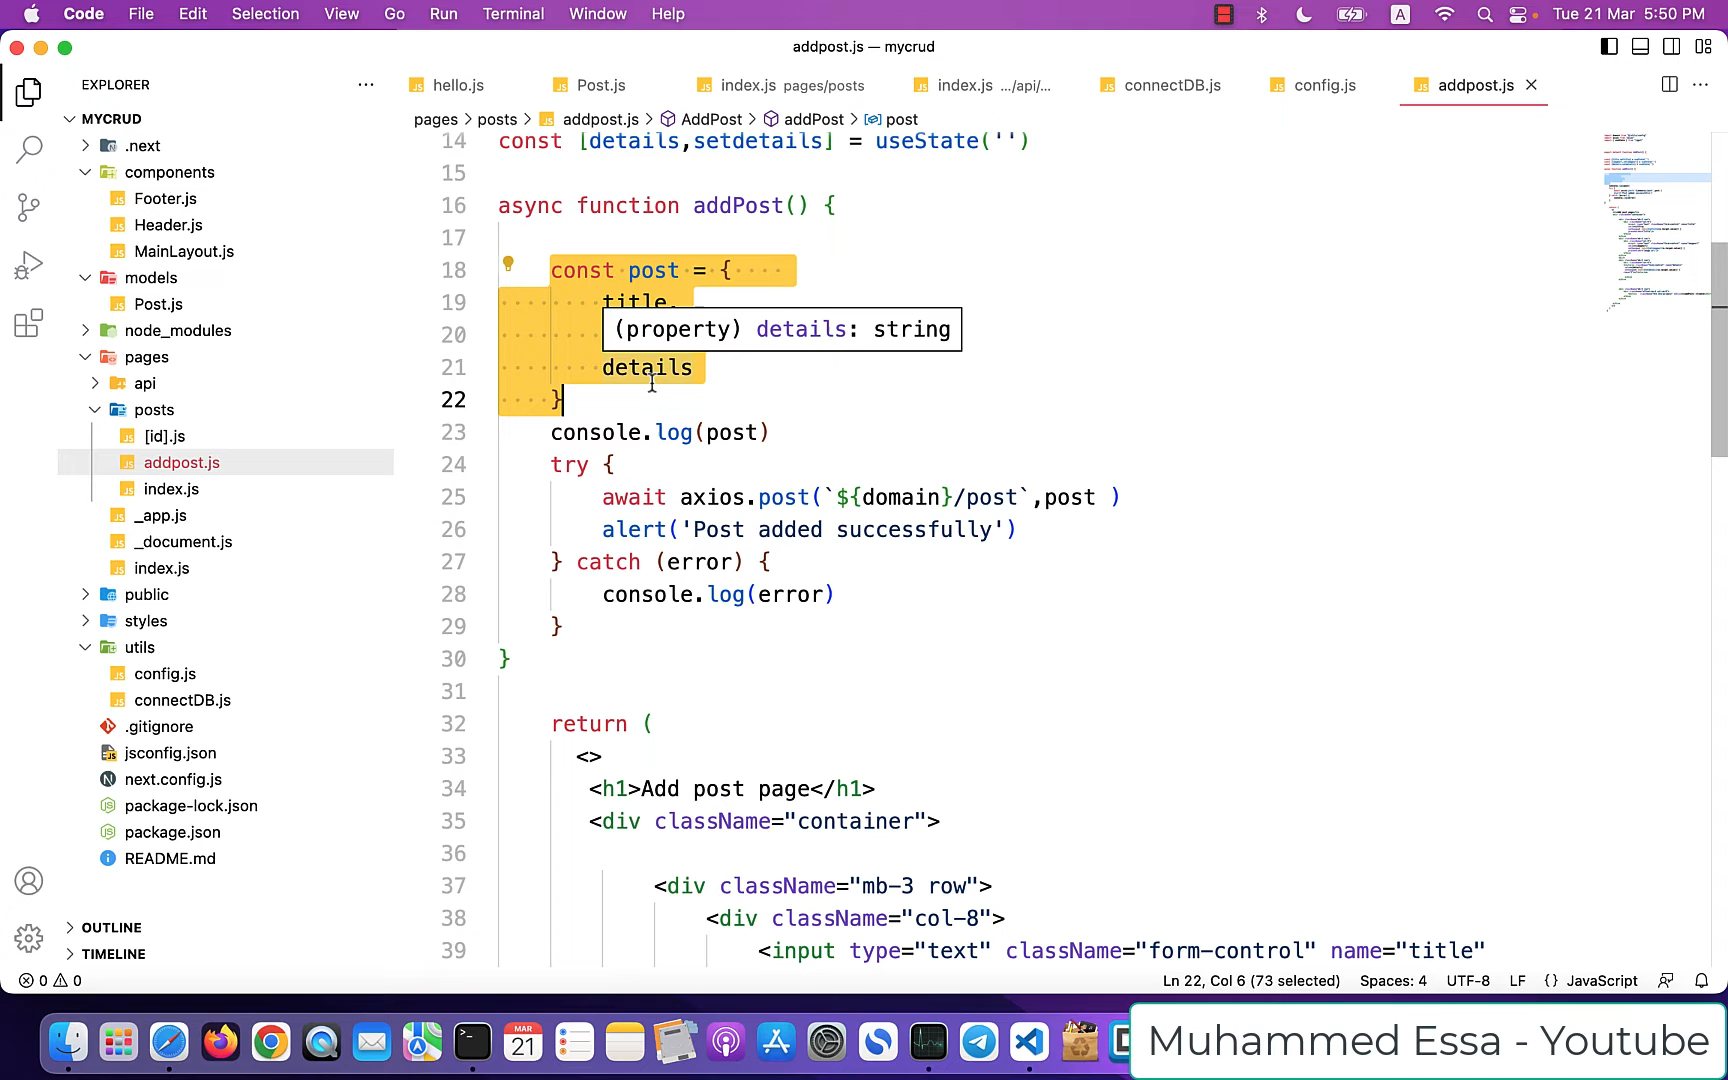 Code File Edit Selection View Go Run Terminal Window Help A Tue 21 Mar 5:50 PM
addpost.js — mycrud
EXPLORER
hello.js Post.js index.js pages/posts index.js .../api/... connectDB.js config.js addpost.js
MYCRUD
pages > posts > addpost.js > AddPost > addPost > post
.next
components
Footer.js
Header.js
MainLayout.js
models
Post.js
node_modules
pages
api
posts
[id].js
addpost.js
index.js
_app.js
_document.js
index.js
public
styles
utils
config.js
connectDB.js
.gitignore
jsconfig.json
next.config.js
package-lock.json
package.json
README.md
OUTLINE
TIMELINE
14 const [details,setdetails] = useState('')
15
16 async function addPost() {
17
18 const post = {
19 title,
20
(property) details: string
21 details
22 }
23 console.log(post)
24 try {
25 await axios.post(`${domain}/post`,post )
26 alert('Post added successfully')
27 } catch (error) {
28 console.log(error)
29 }
30 }
31
32 return (
33 <>
34 <h1>Add post page</h1>
35 <div className="container">
36
37 <div className="mb-3 row">
38 <div className="col-8">
39 <input type="text" className="form-control" name="title"
0 0 Ln 22, Col 6 (73 selected) Spaces: 4 UTF-8 LF {} JavaScript
MAR
21
Muhammed Essa - Youtube